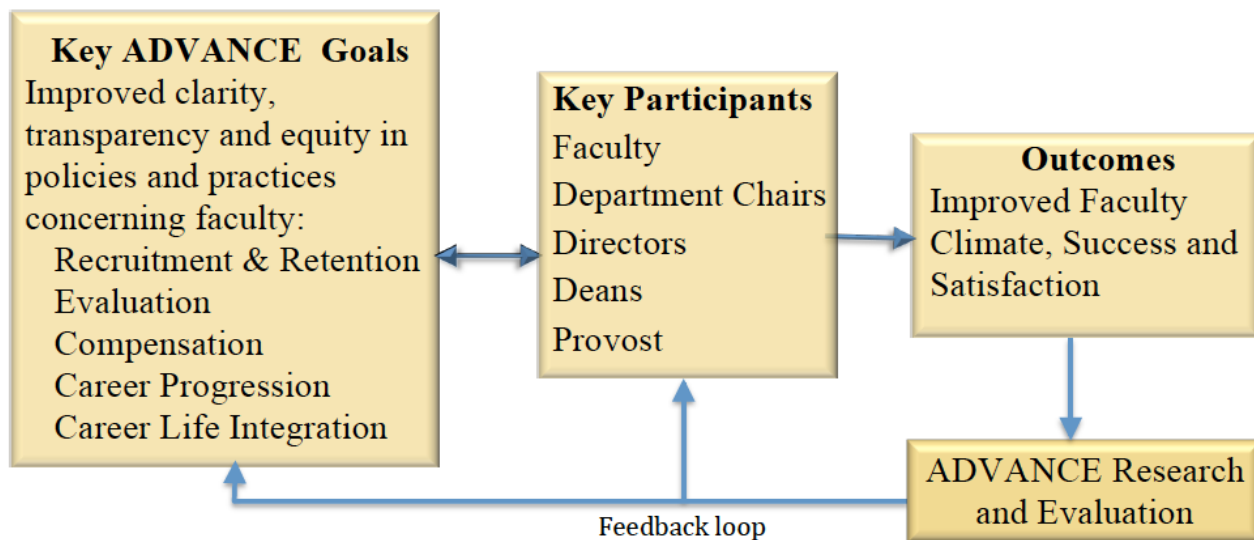 Key ADVANCE  Goals
Improved clarity,
transparency and equity in
policies and practices
concerning faculty:
Recruitment & Retention
Evaluation
Compensation
Career Progression
Career Life Integration
Key Participants
Faculty
Department Chairs
Directors
Deans
Provost
Outcomes
Improved Faculty
Climate, Success and
Satisfaction
ADVANCE Research
and Evaluation
Feedback loop